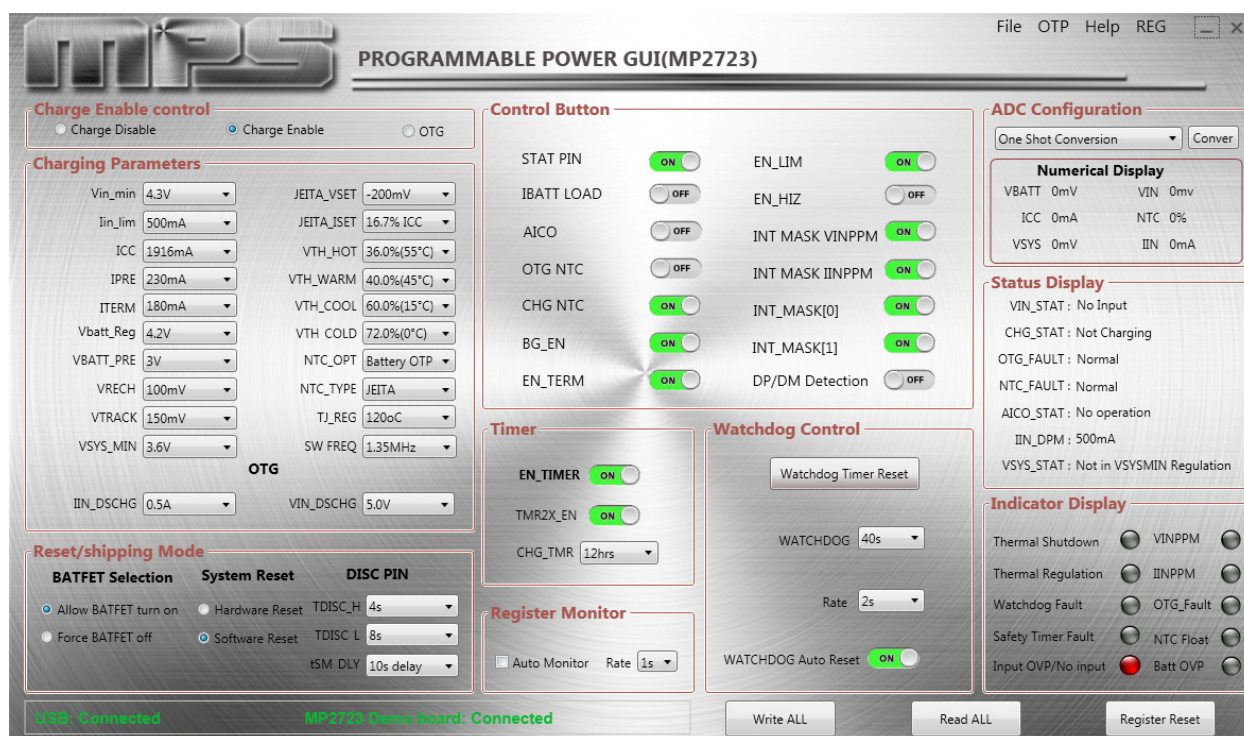 File OTP Help REG
mps
PROGRAMMABLE POWER GUI(MP2723)
Charge Enable control
Charge Disable Charge Enable OTG
Charging Parameters
Vin_min 4.3V JEITA_VSET -200mV
Iin_lim 500mA JEITA_ISET 16.7% ICC
ICC 1916mA VTH_HOT 36.0%(55°C)
IPRE 230mA VTH_WARM 40.0%(45°C)
ITERM 180mA VTH_COOL 60.0%(15°C)
Vbatt_Reg 4.2V VTH COLD 72.0%(0°C)
VBATT_PRE 3V NTC_OPT Battery OTP
VRECH 100mV NTC_TYPE JEITA
VTRACK 150mV TJ_REG 120oC
VSYS_MIN 3.6V SW FREQ 1.35MHz
OTG
IIN_DSCHG 0.5A VIN_DSCHG 5.0V
Reset/shipping Mode
BATFET Selection System Reset DISC PIN
Allow BATFET turn on Hardware Reset TDISC_H 4s
Force BATFET off Software Reset TDISC L 8s
tSM DLY 10s delay
Control Button
STAT PIN ON EN_LIM ON
IBATT LOAD OFF EN_HIZ OFF
AICO OFF INT MASK VINPPM ON
OTG NTC OFF INT MASK IINPPM ON
CHG NTC ON INT_MASK[0] ON
BG_EN ON INT_MASK[1] ON
EN_TERM ON DP/DM Detection OFF
Timer
EN_TIMER ON
TMR2X_EN ON
CHG_TMR 12hrs
Register Monitor
Auto Monitor Rate 1s
Watchdog Control
Watchdog Timer Reset
WATCHDOG 40s
Rate 2s
WATCHDOG Auto Reset ON
ADC Configuration
One Shot Conversion Conver
Numerical Display
VBATT 0mV VIN 0mv
ICC 0mA NTC 0%
VSYS 0mV IIN 0mA
Status Display
VIN_STAT : No Input
CHG_STAT : Not Charging
OTG_FAULT : Normal
NTC_FAULT : Normal
AICO_STAT : No operation
IIN_DPM : 500mA
VSYS_STAT : Not in VSYSMIN Regulation
Indicator Display
Thermal Shutdown VINPPM
Thermal Regulation IINPPM
Watchdog Fault OTG_Fault
Safety Timer Fault NTC Float
Input OVP/No input Batt OVP
USB: Connected MP2723 Demo board: Connected
Write ALL Read ALL Register Reset